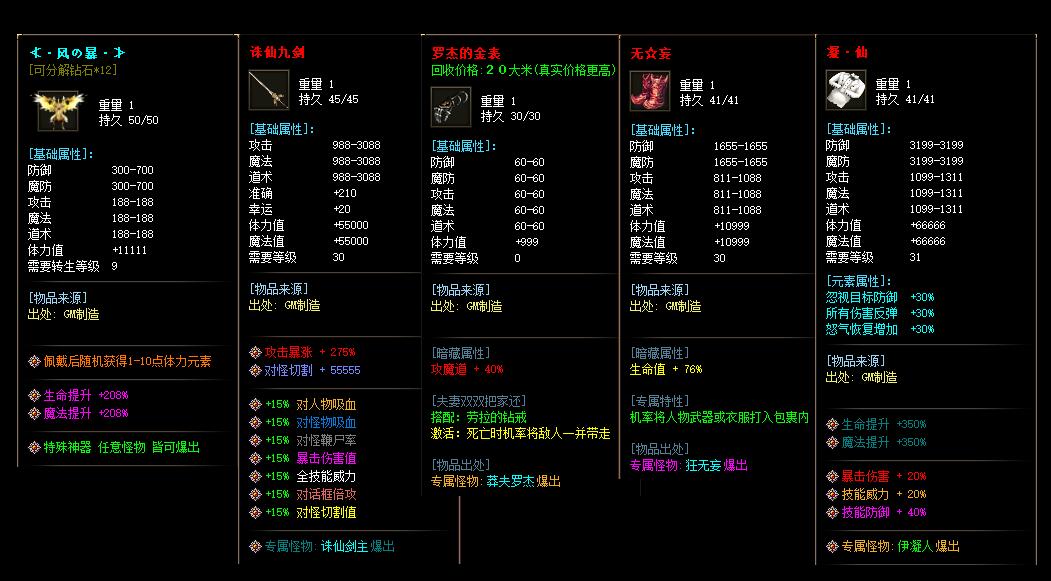 ·风の暴·
[可分解钻石*12]
重量 1
持久 50/50
[基础属性]:
防御 300-700
魔防 300-700
攻击 188-188
魔法 188-188
道术 188-188
体力值 +11111
需要转生等级 9
[物品来源]
出处: GM制造
佩戴后随机获得1-10点体力元素
生命提升 +208%
魔法提升 +208%
特殊神器 任意怪物 皆可爆出
诛仙九剑
重量 1
持久 45/45
[基础属性]:
攻击 988-3088
魔法 988-3088
道术 988-3088
准确 +210
幸运 +20
体力值 +55000
魔法值 +55000
需要等级 30
[物品来源]
出处: GM制造
攻击暴涨 + 275%
对怪切割 + 55555
+15% 对人物吸血
+15% 对怪物吸血
+15% 对怪鞭尸率
+15% 暴击伤害值
+15% 全技能威力
+15% 对话框倍攻
+15% 对怪切割值
专属怪物: 诛仙剑主 爆出
罗杰的金表
回收价格:２０大米(真实价格更高)
重量 1
持久 30/30
[基础属性]:
防御 60-60
魔防 60-60
攻击 60-60
魔法 60-60
道术 60-60
体力值 +999
需要等级 0
[物品来源]
出处: GM制造
[暗藏属性]
攻魔道 + 40%
[夫妻双双把家还]
搭配: 劳拉的钻戒
激活: 死亡时机率将敌人一并带走
[物品出处]
专属怪物: 莽夫罗杰 爆出
无☆妄
重量 1
持久 41/41
[基础属性]:
防御 1655-1655
魔防 1655-1655
攻击 811-1088
魔法 811-1088
道术 811-1088
体力值 +10999
魔法值 +10999
需要等级 30
[物品来源]
出处: GM制造
[暗藏属性]
生命值 + 76%
[专属特性]
机率将人物武器或衣服打入包裹内
[物品出处]
专属怪物: 狂无妄 爆出
凝·仙
重量 1
持久 41/41
[基础属性]:
防御 3199-3199
魔防 3199-3199
攻击 1099-1311
魔法 1099-1311
道术 1099-1311
体力值 +66666
魔法值 +66666
需要等级 31
[元素属性]:
忽视目标防御 +30%
所有伤害反弹 +30%
怒气恢复增加 +30%
[物品来源]
出处: GM制造
生命提升 +350%
魔法提升 +350%
暴击伤害 + 20%
技能威力 + 20%
技能防御 + 40%
专属怪物: 伊凝人 爆出